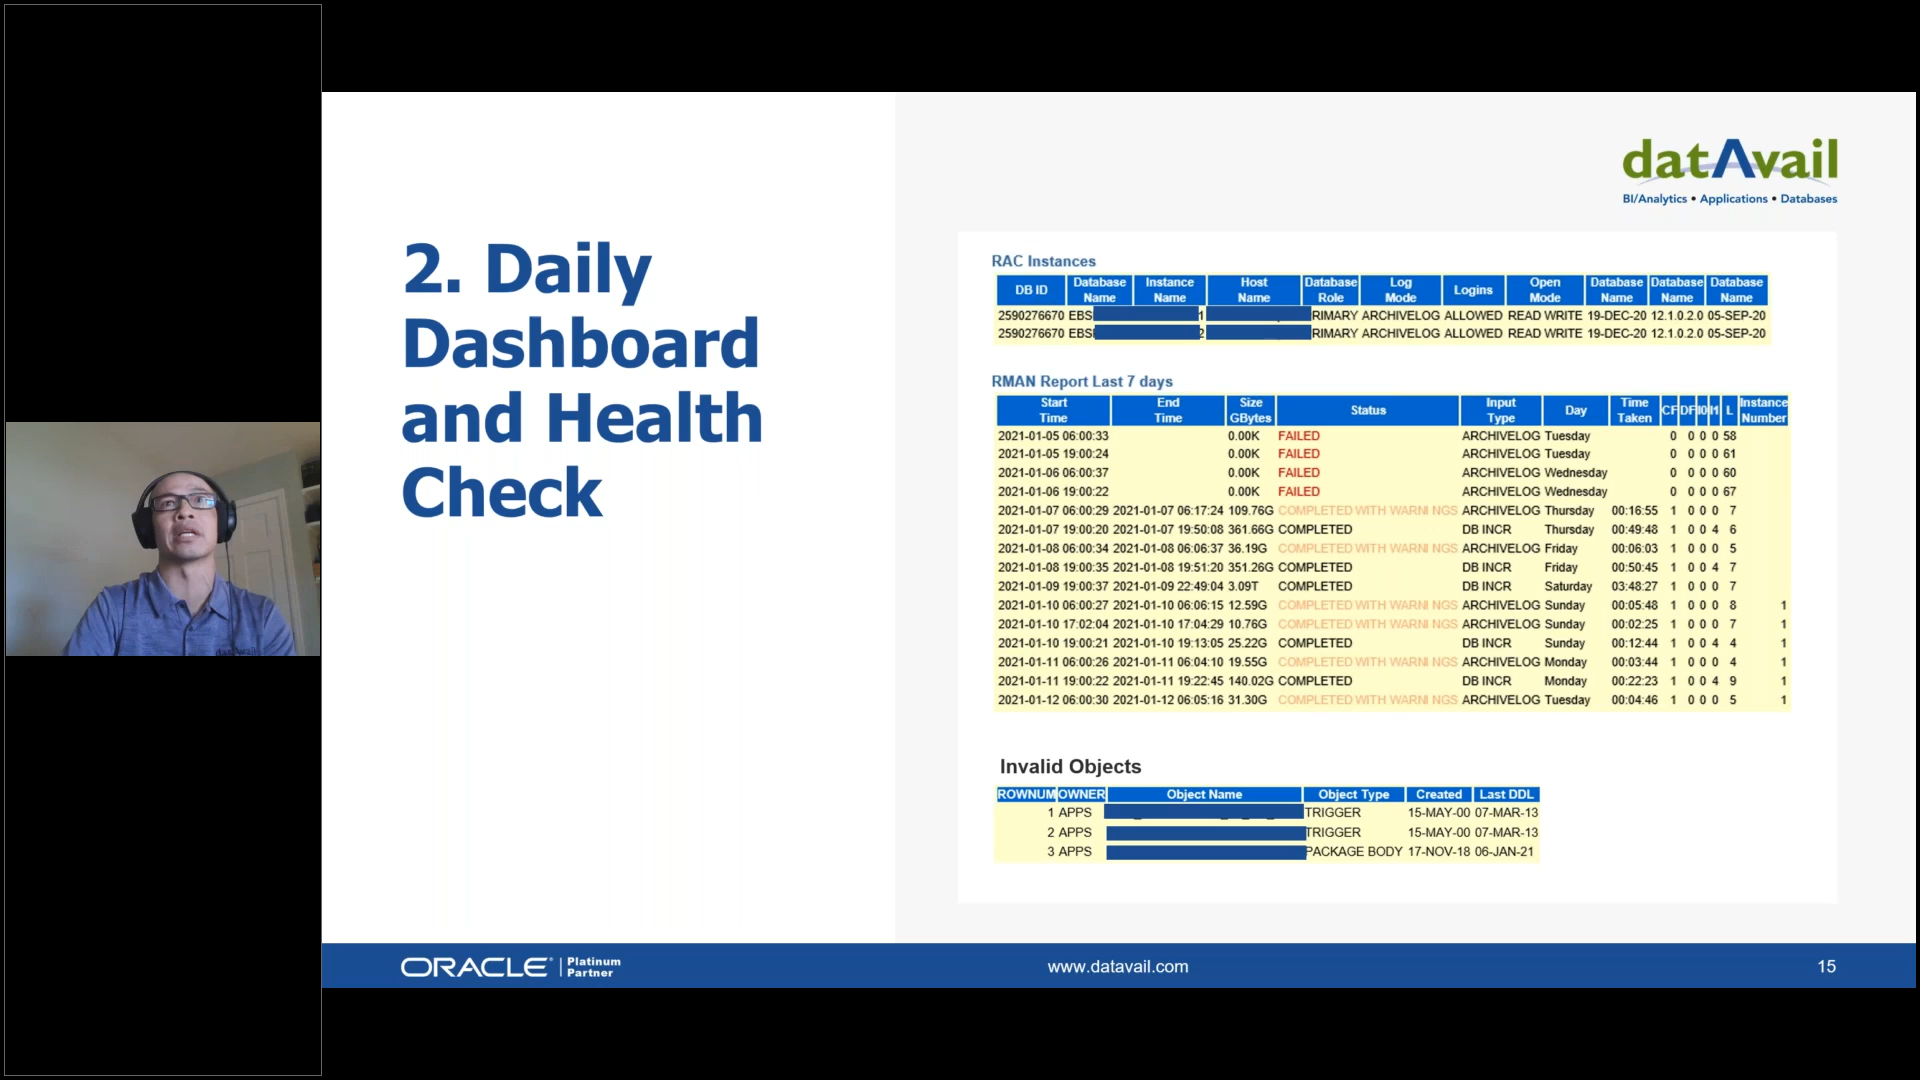 2. Daily
Dashboard
and Health
Check
datAvail
BI/Analytics • Applications • Databases
RAC Instances
DB ID Database Name Instance Name Host Name Database Role Log Mode Logins Open Mode Database Name Database Name Database Name
2590276670 EBS 1 RIMARY ARCHIVELOG ALLOWED READ WRITE 19-DEC-20 12.1.0.2.0 05-SEP-20
2590276670 EBS 2 RIMARY ARCHIVELOG ALLOWED READ WRITE 19-DEC-20 12.1.0.2.0 05-SEP-20
RMAN Report Last 7 days
Start Time End Time Size GBytes Status Input Type Day Time Taken CF DF I0 I1 L Instance Number
2021-01-05 06:00:33 0.00K FAILED ARCHIVELOG Tuesday 0 0 0 0 58
2021-01-05 19:00:24 0.00K FAILED ARCHIVELOG Tuesday 0 0 0 0 61
2021-01-06 06:00:37 0.00K FAILED ARCHIVELOG Wednesday 0 0 0 0 60
2021-01-06 19:00:22 0.00K FAILED ARCHIVELOG Wednesday 0 0 0 0 67
2021-01-07 06:00:29 2021-01-07 06:17:24 109.76G COMPLETED WITH WARNINGS ARCHIVELOG Thursday 00:16:55 1 0 0 0 7
2021-01-07 19:00:20 2021-01-07 19:50:08 361.66G COMPLETED DB INCR Thursday 00:49:48 1 0 0 4 6
2021-01-08 06:00:34 2021-01-08 06:06:37 36.19G COMPLETED WITH WARNINGS ARCHIVELOG Friday 00:06:03 1 0 0 0 5
2021-01-08 19:00:35 2021-01-08 19:51:20 351.26G COMPLETED DB INCR Friday 00:50:45 1 0 0 4 7
2021-01-09 19:00:37 2021-01-09 22:49:04 3.09T COMPLETED DB INCR Saturday 03:48:27 1 0 0 0 7
2021-01-10 06:00:27 2021-01-10 06:06:15 12.59G COMPLETED WITH WARNINGS ARCHIVELOG Sunday 00:05:48 1 0 0 0 8 1
2021-01-10 17:02:04 2021-01-10 17:04:29 10.76G COMPLETED WITH WARNINGS ARCHIVELOG Sunday 00:02:25 1 0 0 0 7 1
2021-01-10 19:00:21 2021-01-10 19:13:05 25.22G COMPLETED DB INCR Sunday 00:12:44 1 0 0 4 4 1
2021-01-11 06:00:26 2021-01-11 06:04:10 19.55G COMPLETED WITH WARNINGS ARCHIVELOG Monday 00:03:44 1 0 0 0 4 1
2021-01-11 19:00:22 2021-01-11 19:22:45 140.02G COMPLETED DB INCR Monday 00:22:23 1 0 0 4 9 1
2021-01-12 06:00:30 2021-01-12 06:05:16 31.30G COMPLETED WITH WARNINGS ARCHIVELOG Tuesday 00:04:46 1 0 0 0 5 1
Invalid Objects
ROWNUM OWNER Object Name Object Type Created Last DDL
1 APPS TRIGGER 15-MAY-00 07-MAR-13
2 APPS TRIGGER 15-MAY-00 07-MAR-13
3 APPS PACKAGE BODY 17-NOV-18 06-JAN-21
ORACLE Platinum Partner
www.datavail.com
15